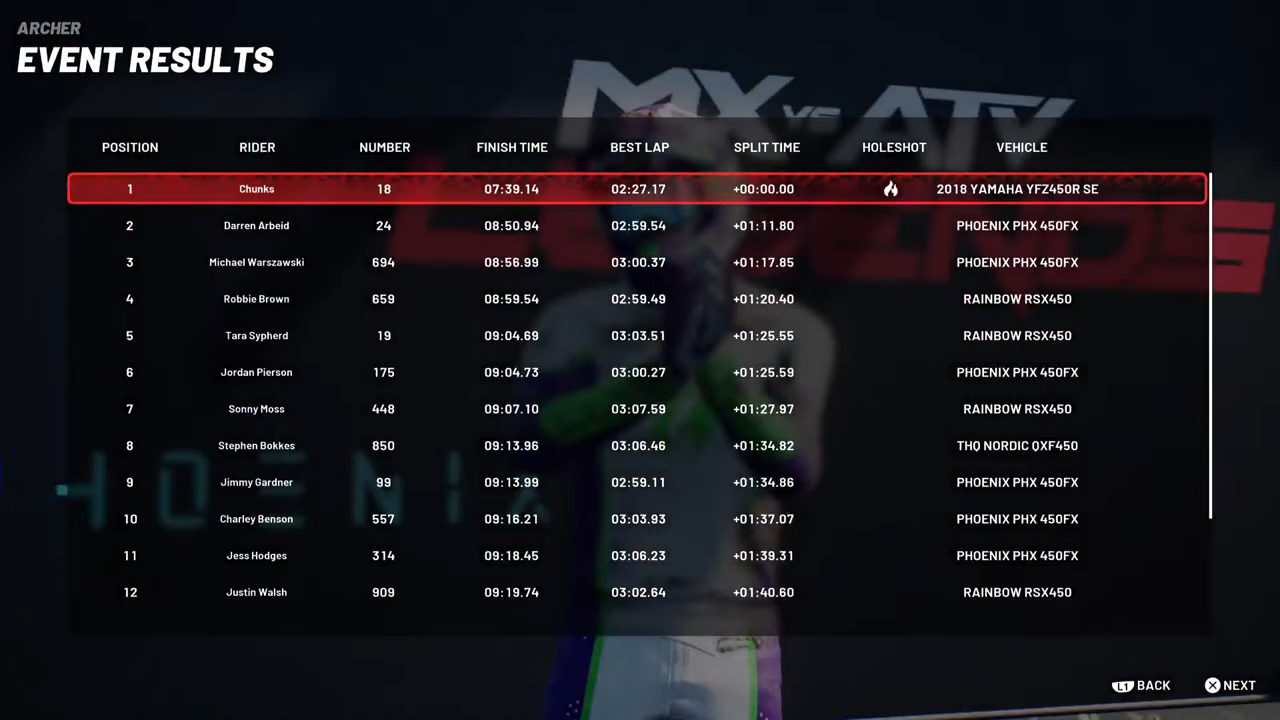 ARCHER
EVENT RESULTS
MX VS ATV
LEGENDS
PHOENIX
POSITION RIDER NUMBER FINISH TIME BEST LAP SPLIT TIME HOLESHOT VEHICLE
1 Chunks 18 07:39.14 02:27.17 +00:00.00 2018 YAMAHA YFZ450R SE
2 Darren Arbeid 24 08:50.94 02:59.54 +01:11.80 PHOENIX PHX 450FX
3 Michael Warszawski 694 08:56.99 03:00.37 +01:17.85 PHOENIX PHX 450FX
4 Robbie Brown 659 08:59.54 02:59.49 +01:20.40 RAINBOW RSX450
5 Tara Sypherd 19 09:04.69 03:03.51 +01:25.55 RAINBOW RSX450
6 Jordan Pierson 175 09:04.73 03:00.27 +01:25.59 PHOENIX PHX 450FX
7 Sonny Moss 448 09:07.10 03:07.59 +01:27.97 RAINBOW RSX450
8 Stephen Bokkes 850 09:13.96 03:06.46 +01:34.82 THQ NORDIC QXF450
9 Jimmy Gardner 99 09:13.99 02:59.11 +01:34.86 PHOENIX PHX 450FX
10 Charley Benson 557 09:16.21 03:03.93 +01:37.07 PHOENIX PHX 450FX
11 Jess Hodges 314 09:18.45 03:06.23 +01:39.31 PHOENIX PHX 450FX
12 Justin Walsh 909 09:19.74 03:02.64 +01:40.60 RAINBOW RSX450
L1 BACK NEXT